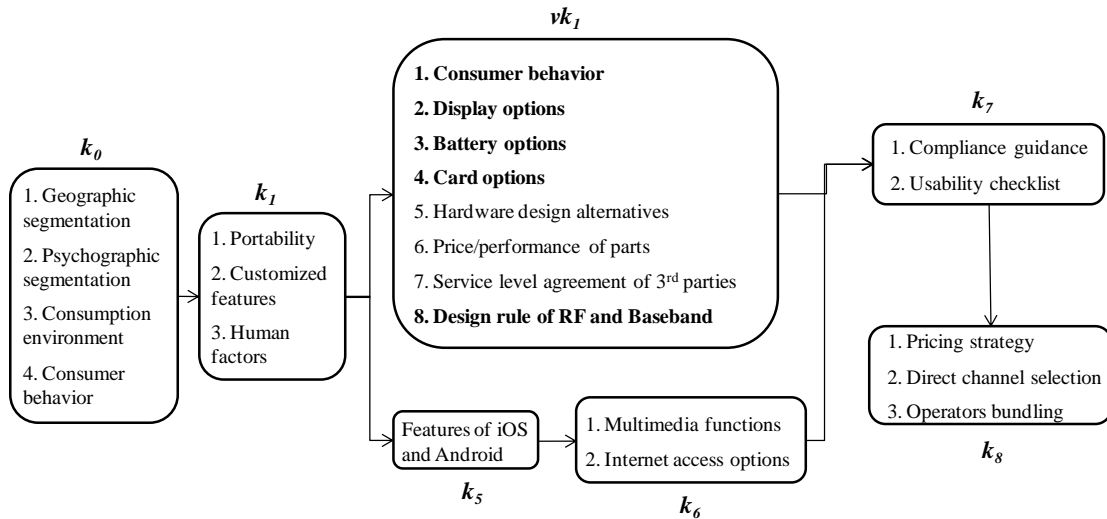 k0
1. Geographic
segmentation
2. Psychographic
segmentation
3. Consumption
environment
4. Consumer
behavior
k1
1. Portability
2. Customized
features
3. Human
factors
vk1
1. Consumer behavior
2. Display options
3. Battery options
4. Card options
5. Hardware design alternatives
6. Price/performance of parts
7. Service level agreement of 3rd parties
8. Design rule of RF and Baseband
Features of iOS
and Android
k5
1. Multimedia functions
2. Internet access options
k6
k7
1. Compliance guidance
2. Usability checklist
1. Pricing strategy
2. Direct channel selection
3. Operators bundling
k8